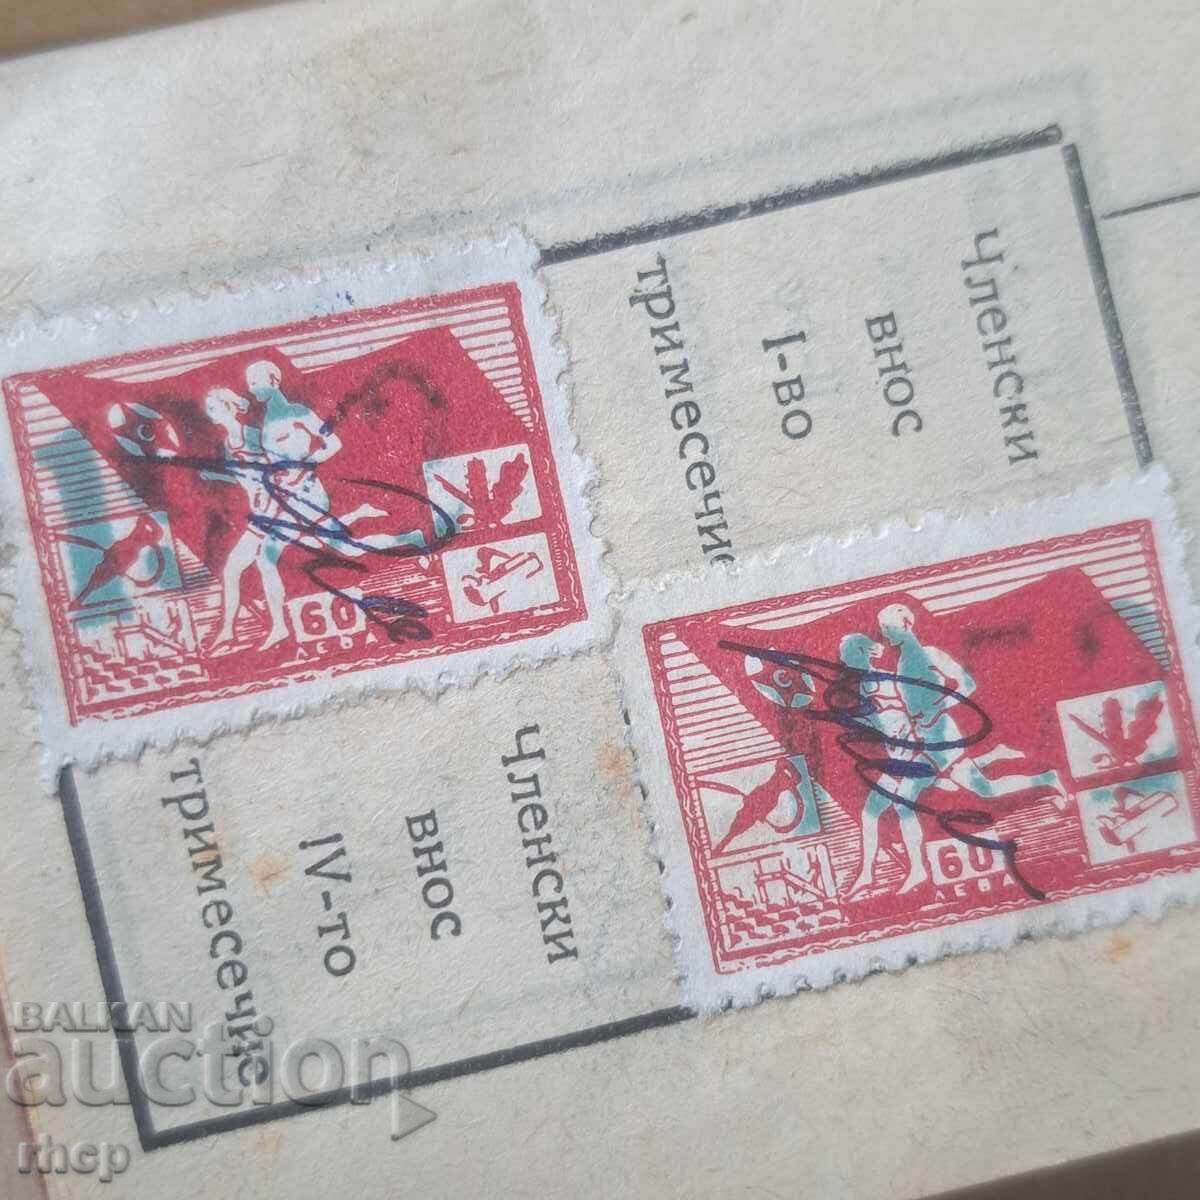 Членски
внос
I-во
тримесечие
60
ЛЕВА
Членски
внос
IV-то
тримесечие
60
ЛЕВА
BALKAN
auction
rhcp